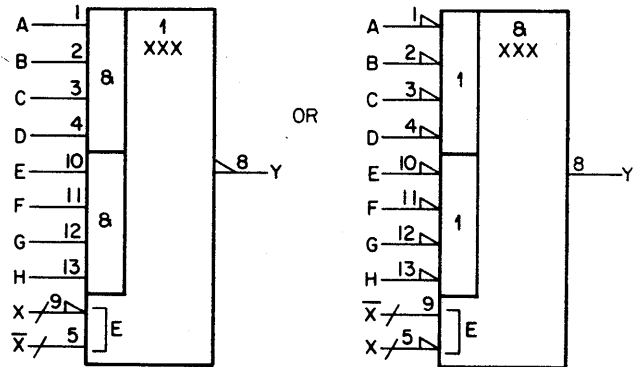 A 1
B 2
C 3
D 4
E 10
F 11
G 12
H 13
X 9
X̅ 5
&
&
1
XXX
E
8 Y
OR
A 1
B 2
C 3
D 4
E 10
F 11
G 12
H 13
X̅ 9
X 5
1
1
&
XXX
E
8 Y